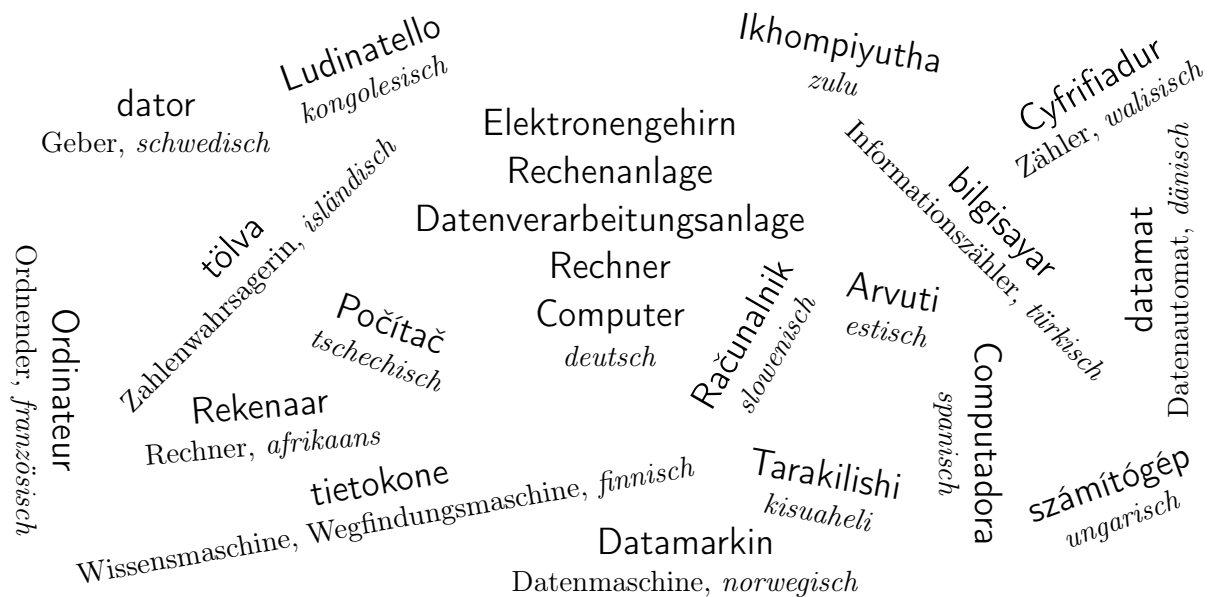 Ludinatello
kongolesisch
Ikhompiyutha
zulu
Cyfrifiadur
Zähler, walisisch
dator
Geber, schwedisch
Elektronengehirn
Rechenanlage
Datenverarbeitungsanlage
Rechner
Computer
deutsch
bilgisayar
Informationszähler, türkisch
datamat
Datenautomat, dänisch
tölva
Zahlenwahrsagerin, isländisch
Ordinateur
Ordnender, französisch
Počítač
tschechisch
Računalnik
slowenisch
Arvuti
estisch
Rekenaar
Rechner, afrikaans
Computadora
spanisch
tietokone
Wissensmaschine, Wegfindungsmaschine, finnisch
Tarakilishi
kisuaheli
számítógép
ungarisch
Datamarkin
Datenmaschine, norwegisch